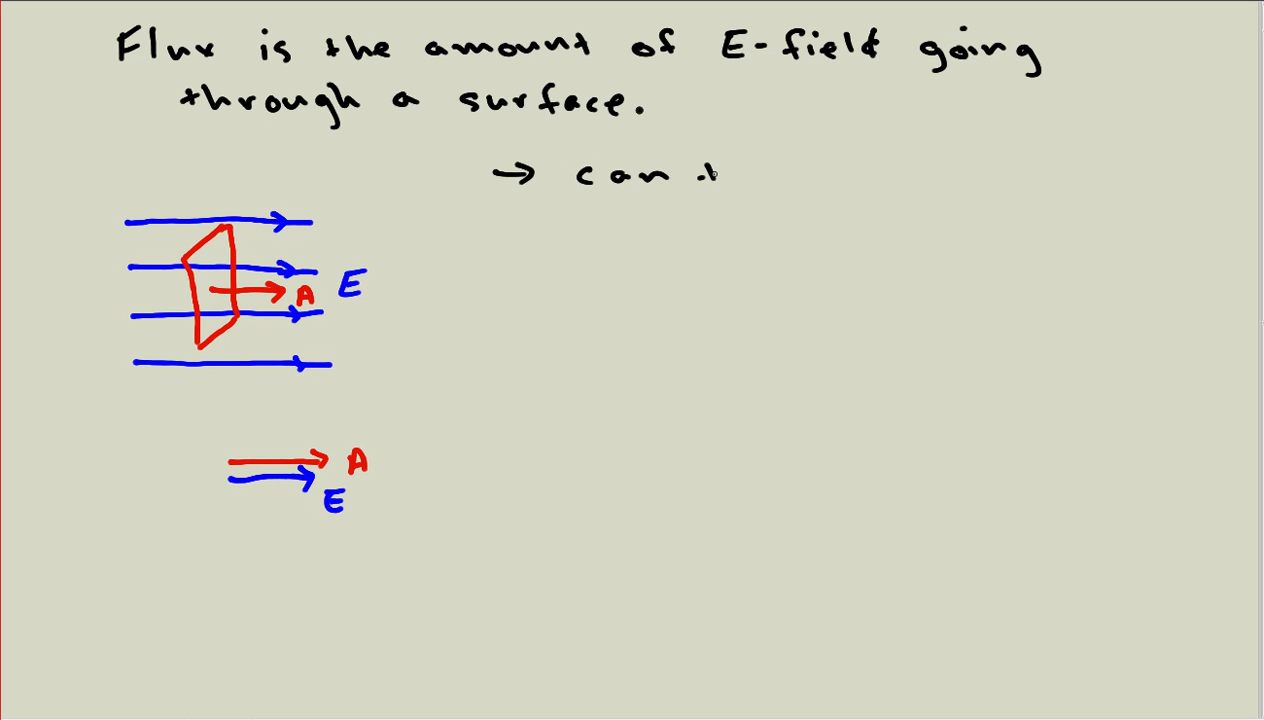 Flux is the amount of E-field going
through a surface.
→ can
A E
A
E